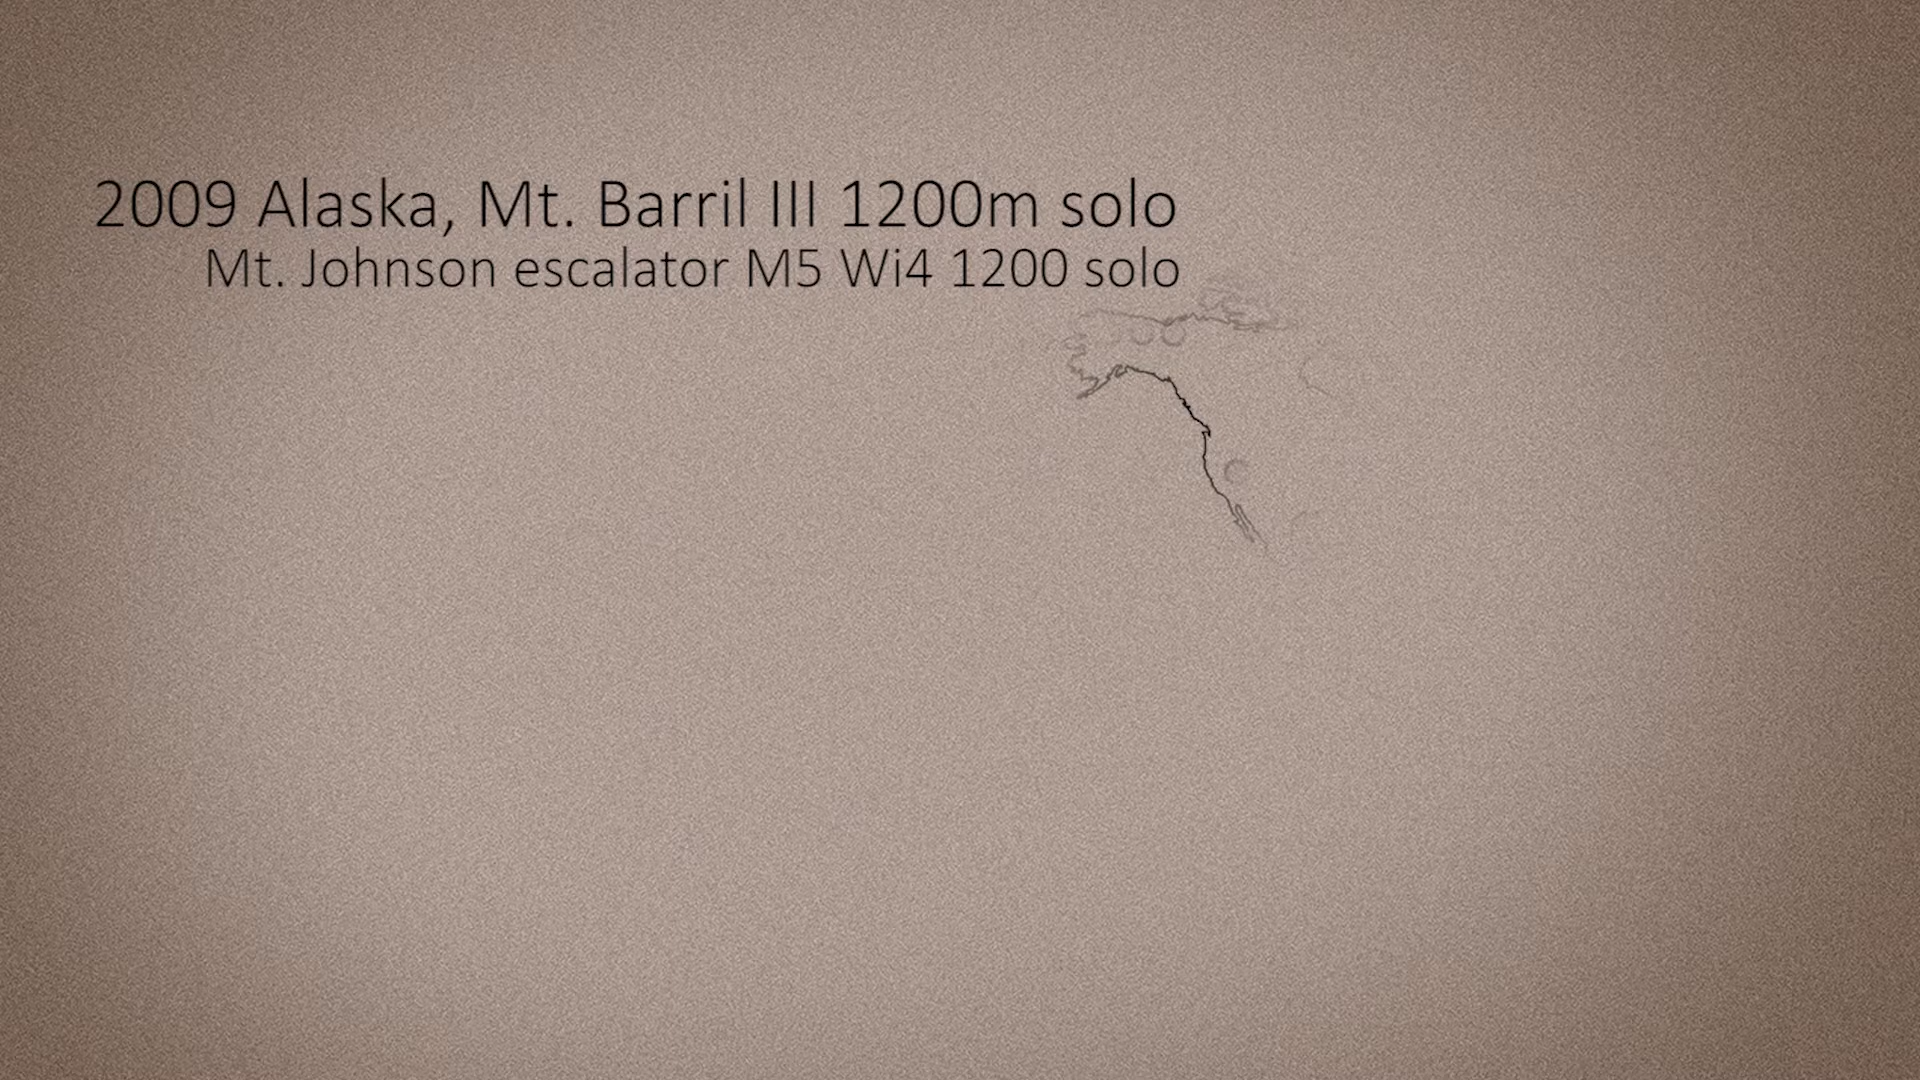 2009 Alaska, Mt. Barril III 1200m solo
Mt. Johnson escalator M5 Wi4 1200 solo